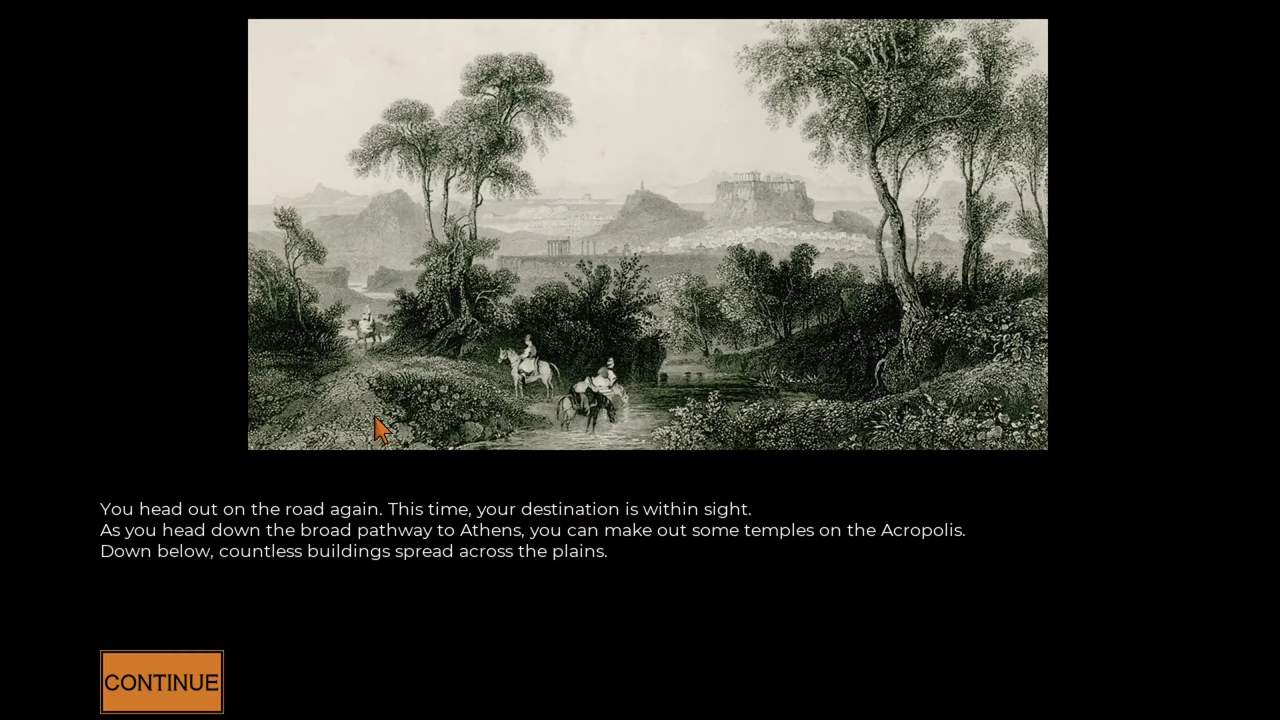 You head out on the road again. This time, your destination is within sight.
As you head down the broad pathway to Athens, you can make out some temples on the Acropolis.
Down below, countless buildings spread across the plains.
CONTINUE